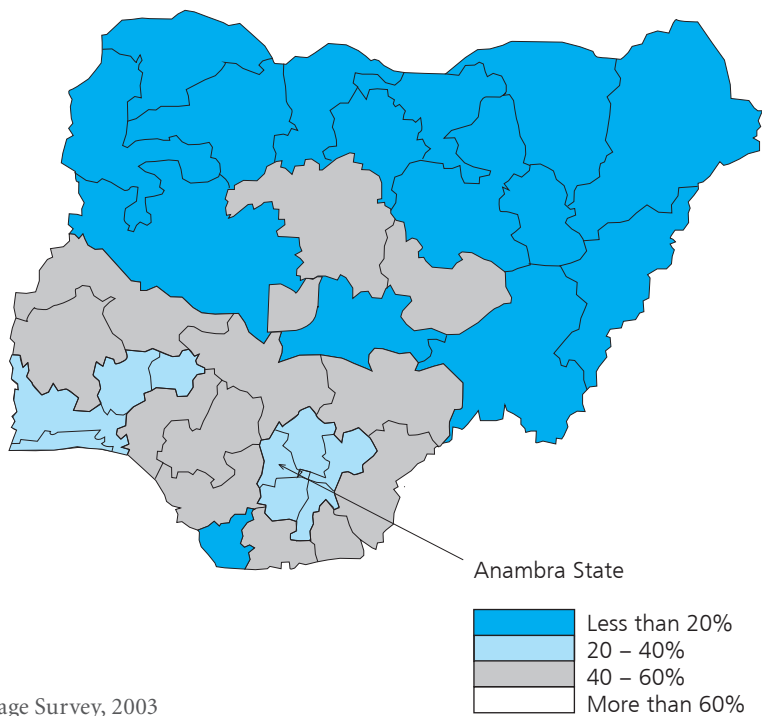 Anambra State
Less than 20%
20 – 40%
40 – 60%
More than 60%
age Survey, 2003